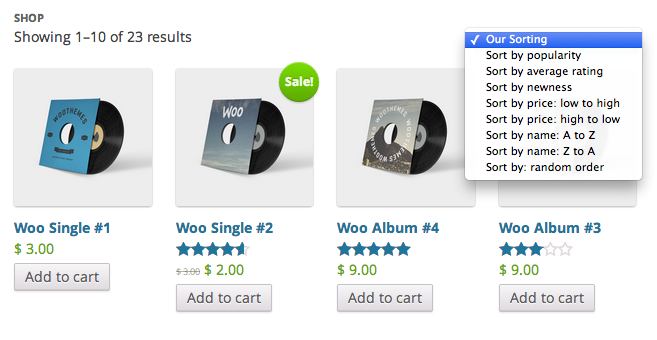 SHOP
Showing 1–10 of 23 results
✓ Our Sorting
Sort by popularity
Sort by average rating
Sort by newness
Sort by price: low to high
Sort by price: high to low
Sort by name: A to Z
Sort by name: Z to A
Sort by: random order
Sale!
WOOTHEMES
WOO
WOOTHEMES
Woo Single #1
$ 3.00
Add to cart
Woo Single #2
$ 3.00 $ 2.00
Add to cart
Woo Album #4
$ 9.00
Add to cart
Woo Album #3
$ 9.00
Add to cart